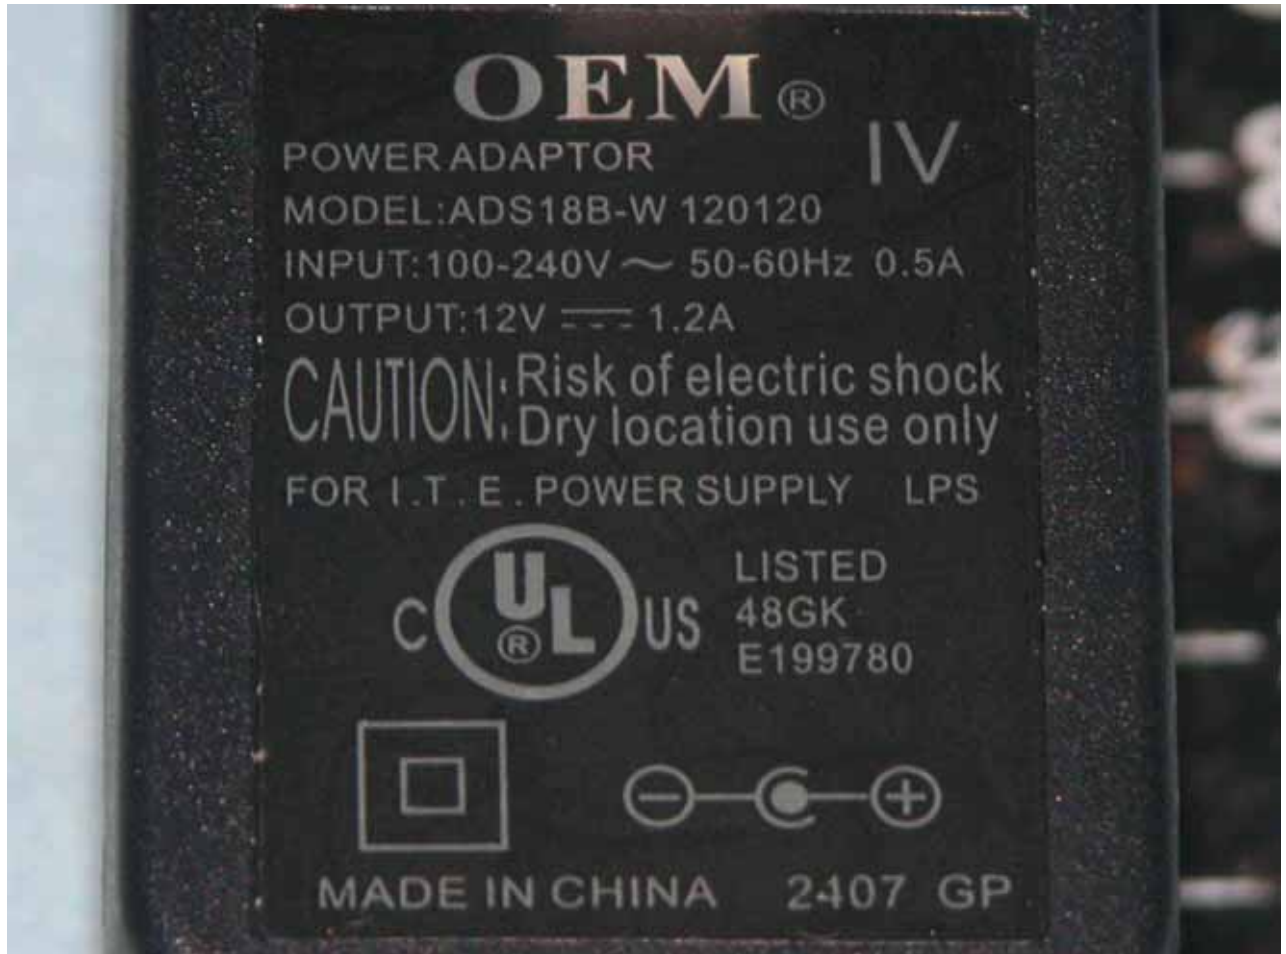 OEM®
POWER ADAPTOR IV
MODEL:ADS18B-W 120120
INPUT:100-240V ~ 50-60Hz 0.5A
OUTPUT:12V ⎓ 1.2A
CAUTION: Risk of electric shock
Dry location use only
FOR I.T.E. POWER SUPPLY LPS
C UL® US
LISTED
48GK
E199780
MADE IN CHINA 2407 GP